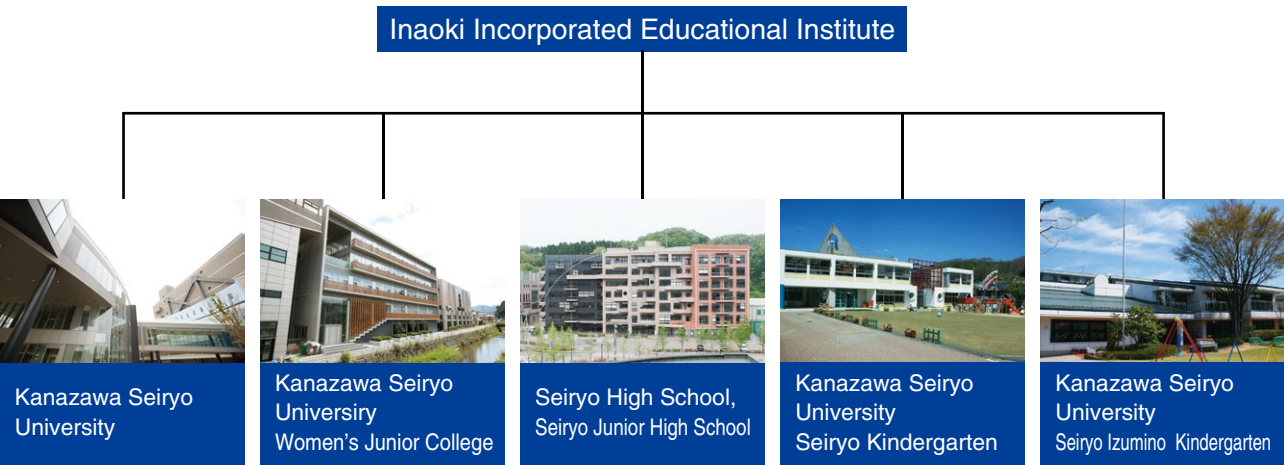 Inaoki Incorporated Educational Institute
Kanazawa Seiryo
University
Kanazawa Seiryo
Universiry
Women's Junior College
Seiryo High School,
Seiryo Junior High School
Kanazawa Seiryo
University
Seiryo Kindergarten
Kanazawa Seiryo
University
Seiryo Izumino Kindergarten